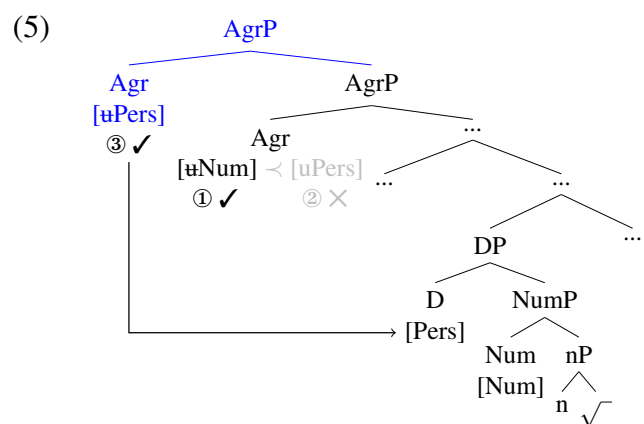 (5) AgrP
Agr AgrP
[uPers]
③ ✓ Agr ...
[uNum] ≺ [uPers] ... ...
① ✓ ② ✕
DP ...
D NumP
[Pers]
Num nP
[Num]
n √